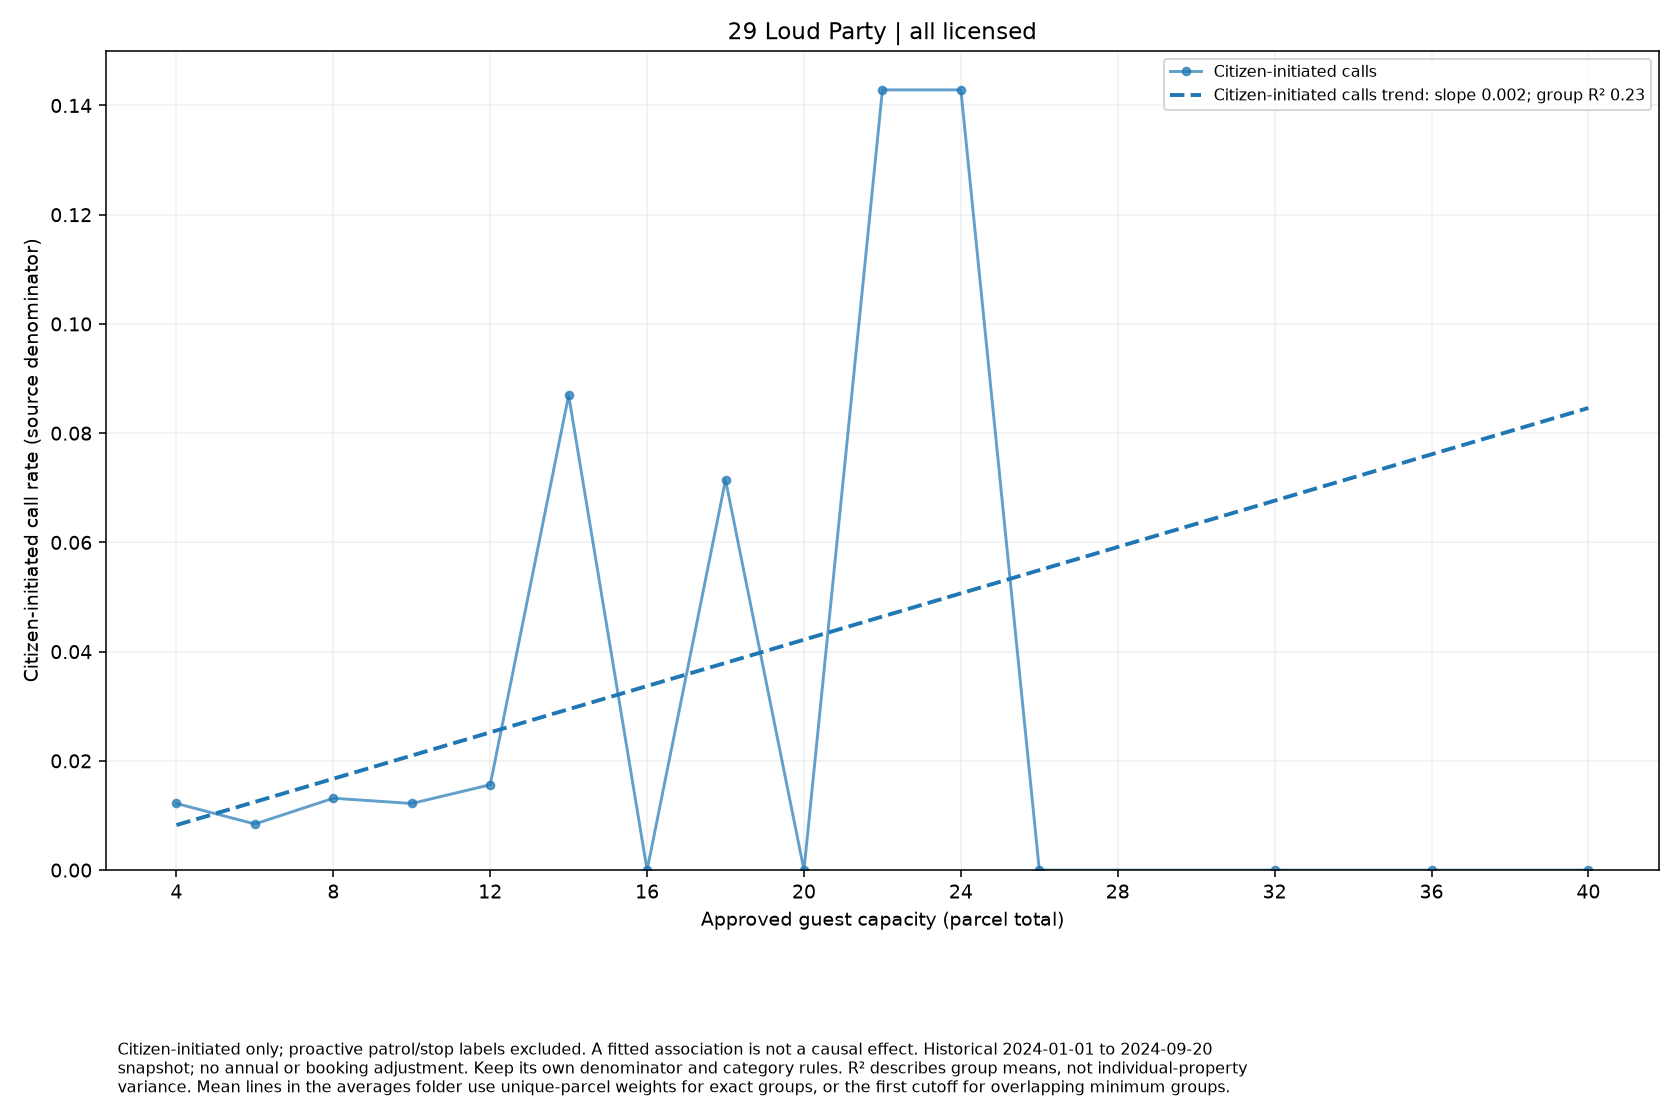 29 Loud Party | all licensed
Citizen-initiated calls
Citizen-initiated calls trend: slope 0.002; group R² 0.23
Citizen-initiated call rate (source denominator)
0.14
0.12
0.10
0.08
0.06
0.04
0.02
0.00
4 8 12 16 20 24 28 32 36 40
Approved guest capacity (parcel total)
Citizen-initiated only; proactive patrol/stop labels excluded. A fitted association is not a causal effect. Historical 2024-01-01 to 2024-09-20
snapshot; no annual or booking adjustment. Keep its own denominator and category rules. R² describes group means, not individual-property
variance. Mean lines in the averages folder use unique-parcel weights for exact groups, or the first cutoff for overlapping minimum groups.